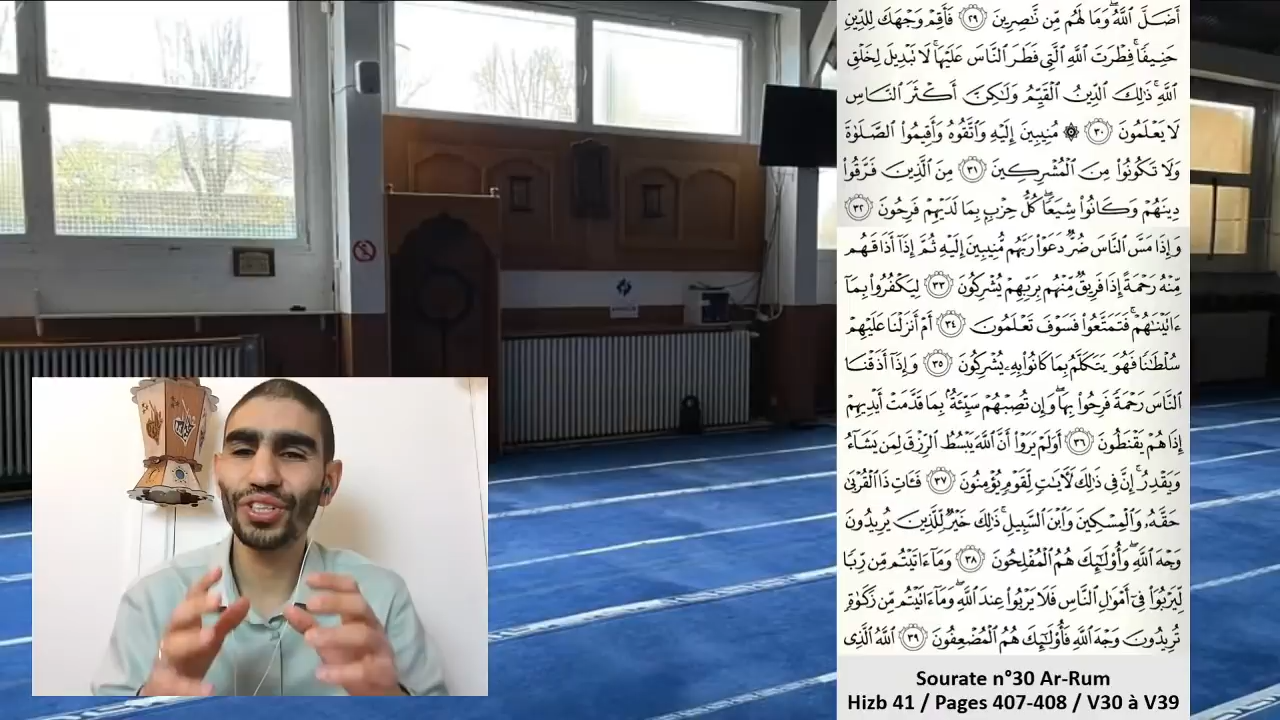 أَضَلَّ ٱللَّهُ ۖ وَمَا لَهُم مِّن نَّـٰصِرِينَ ٢٩ فَأَقِمْ وَجْهَكَ لِلدِّينِ
حَنِيفًا ۚ فِطْرَتَ ٱللَّهِ ٱلَّتِى فَطَرَ ٱلنَّاسَ عَلَيْهَا ۚ لَا تَبْدِيلَ لِخَلْقِ
ٱللَّهِ ۚ ذَٰلِكَ ٱلدِّينُ ٱلْقَيِّمُ وَلَـٰكِنَّ أَكْثَرَ ٱلنَّاسِ
لَا يَعْلَمُونَ ٣٠ ۞ مُنِيبِينَ إِلَيْهِ وَٱتَّقُوهُ وَأَقِيمُوا۟ ٱلصَّلَوٰةَ
وَلَا تَكُونُوا۟ مِنَ ٱلْمُشْرِكِينَ ٣١ مِنَ ٱلَّذِينَ فَرَّقُوا۟
دِينَهُمْ وَكَانُوا۟ شِيَعًا ۖ كُلُّ حِزْبٍۭ بِمَا لَدَيْهِمْ فَرِحُونَ ٣٢
وَإِذَا مَسَّ ٱلنَّاسَ ضُرٌّ دَعَوْا۟ رَبَّهُم مُّنِيبِينَ إِلَيْهِ ثُمَّ إِذَآ أَذَاقَهُم
مِّنْهُ رَحْمَةً إِذَا فَرِيقٌ مِّنْهُم بِرَبِّهِمْ يُشْرِكُونَ ٣٣ لِيَكْفُرُوا۟ بِمَآ
ءَاتَيْنَـٰهُمْ ۚ فَتَمَتَّعُوا۟ فَسَوْفَ تَعْلَمُونَ ٣٤ أَمْ أَنزَلْنَا عَلَيْهِمْ
سُلْطَـٰنًا فَهُوَ يَتَكَلَّمُ بِمَا كَانُوا۟ بِهِۦ يُشْرِكُونَ ٣٥ وَإِذَآ أَذَقْنَا
ٱلنَّاسَ رَحْمَةً فَرِحُوا۟ بِهَا ۖ وَإِن تُصِبْهُمْ سَيِّئَةٌۢ بِمَا قَدَّمَتْ أَيْدِيهِمْ
إِذَا هُمْ يَقْنَطُونَ ٣٦ أَوَلَمْ يَرَوْا۟ أَنَّ ٱللَّهَ يَبْسُطُ ٱلرِّزْقَ لِمَن يَشَآءُ
وَيَقْدِرُ ۚ إِنَّ فِى ذَٰلِكَ لَـَٔايَـٰتٍ لِّقَوْمٍ يُؤْمِنُونَ ٣٧ فَـَٔاتِ ذَا ٱلْقُرْبَىٰ
حَقَّهُۥ وَٱلْمِسْكِينَ وَٱبْنَ ٱلسَّبِيلِ ۚ ذَٰلِكَ خَيْرٌ لِّلَّذِينَ يُرِيدُونَ
وَجْهَ ٱللَّهِ ۖ وَأُو۟لَـٰٓئِكَ هُمُ ٱلْمُفْلِحُونَ ٣٨ وَمَآ ءَاتَيْتُم مِّن رِّبًا
لِّيَرْبُوَا۟ فِىٓ أَمْوَٰلِ ٱلنَّاسِ فَلَا يَرْبُوا۟ عِندَ ٱللَّهِ ۖ وَمَآ ءَاتَيْتُم مِّن زَكَوٰةٍ
تُرِيدُونَ وَجْهَ ٱللَّهِ فَأُو۟لَـٰٓئِكَ هُمُ ٱلْمُضْعِفُونَ ٣٩ ٱللَّهُ ٱلَّذِى
Sourate n°30 Ar-Rum
Hizb 41 / Pages 407-408 / V30 à V39